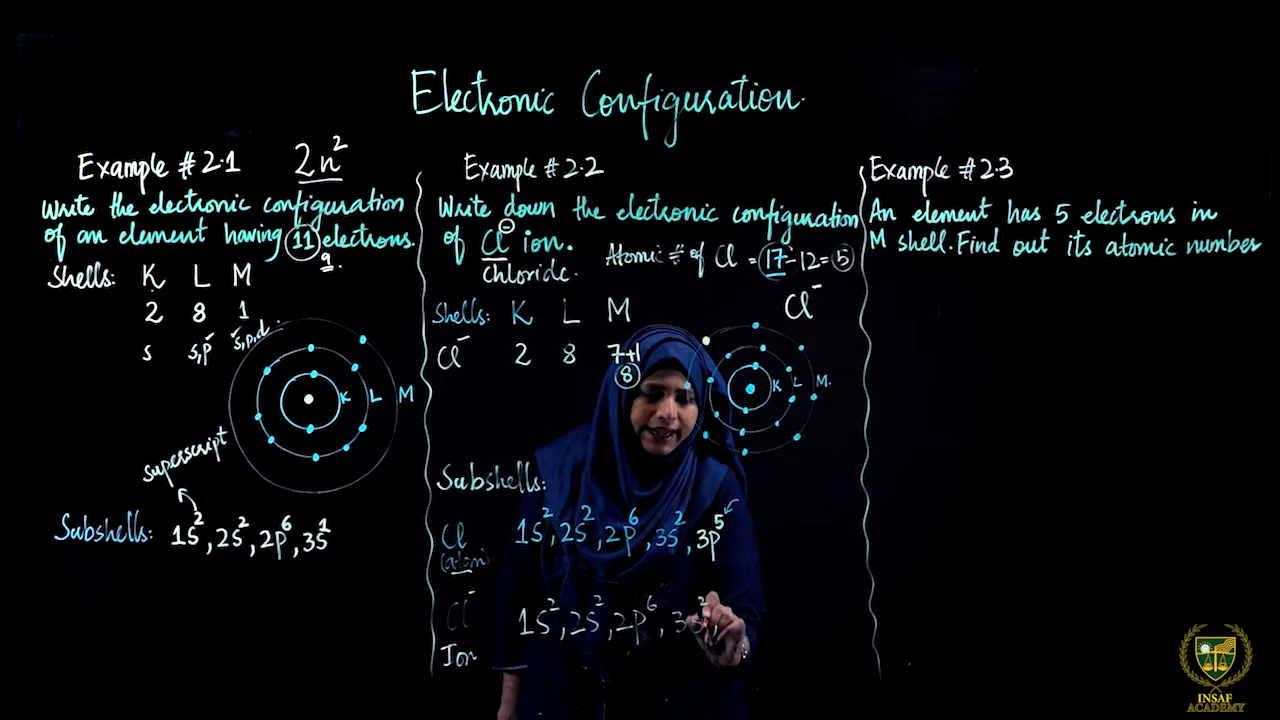 Electronic Configuration
Example # 2.1 2n²
Write the electronic configuration
of an element having 11 electrons.
Shells: K L M
2 8 1
s s,p s,p,d
K L M
superscript
Subshells: 1s², 2s², 2p⁶, 3s¹
Example # 2.2
Write down the electronic configuration
of Cl⁻ ion. Atomic # of Cl = 17-12=5
Chloride.
Cl⁻
Shells: K L M
Cl⁻ 2 8 7+1
8
K L M
Subshells:
Cl 1s², 2s², 2p⁶, 3s², 3p⁵
(atom)
Cl⁻ 1s², 2s², 2p⁶, 3s²,
Ion
Example # 2.3
An element has 5 electrons in
M shell. Find out its atomic number
INSAF
ACADEMY